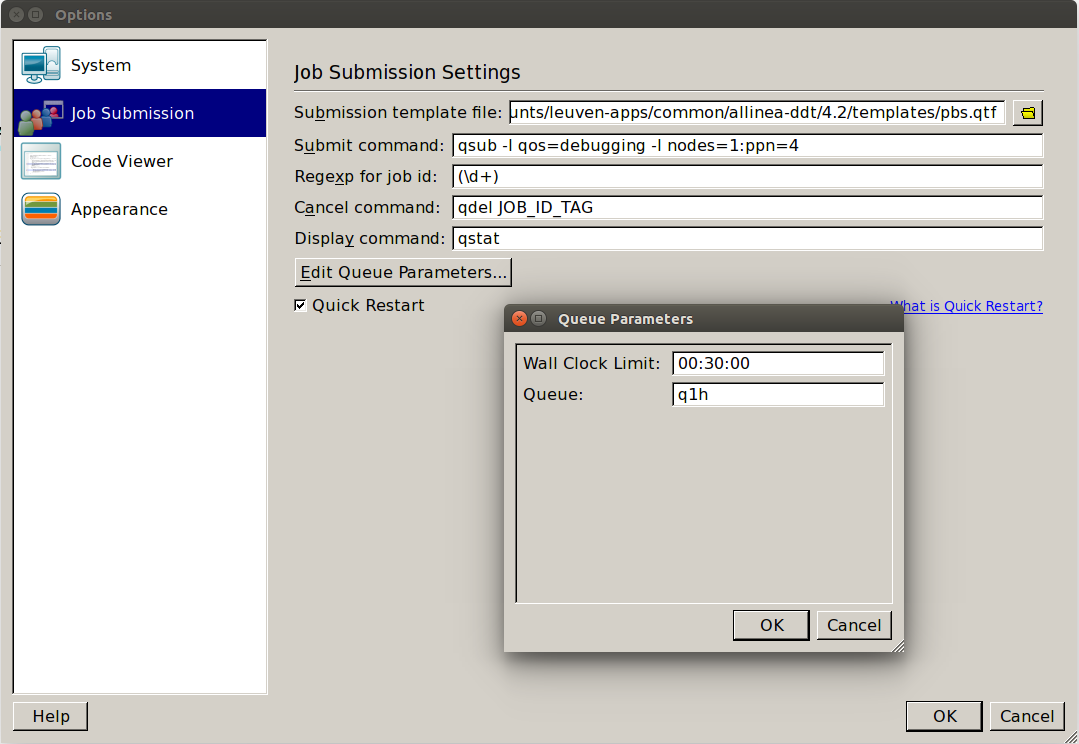 Options
System
Job Submission
Code Viewer
Appearance
Job Submission Settings
Submission template file: unts/leuven-apps/common/allinea-ddt/4.2/templates/pbs.qtf
Submit command: qsub -l qos=debugging -l nodes=1:ppn=4
Regexp for job id: (\d+)
Cancel command: qdel JOB_ID_TAG
Display command: qstat
Edit Queue Parameters...
Quick Restart
What is Quick Restart?
Queue Parameters
Wall Clock Limit: 00:30:00
Queue: q1h
OK Cancel
Help
OK Cancel